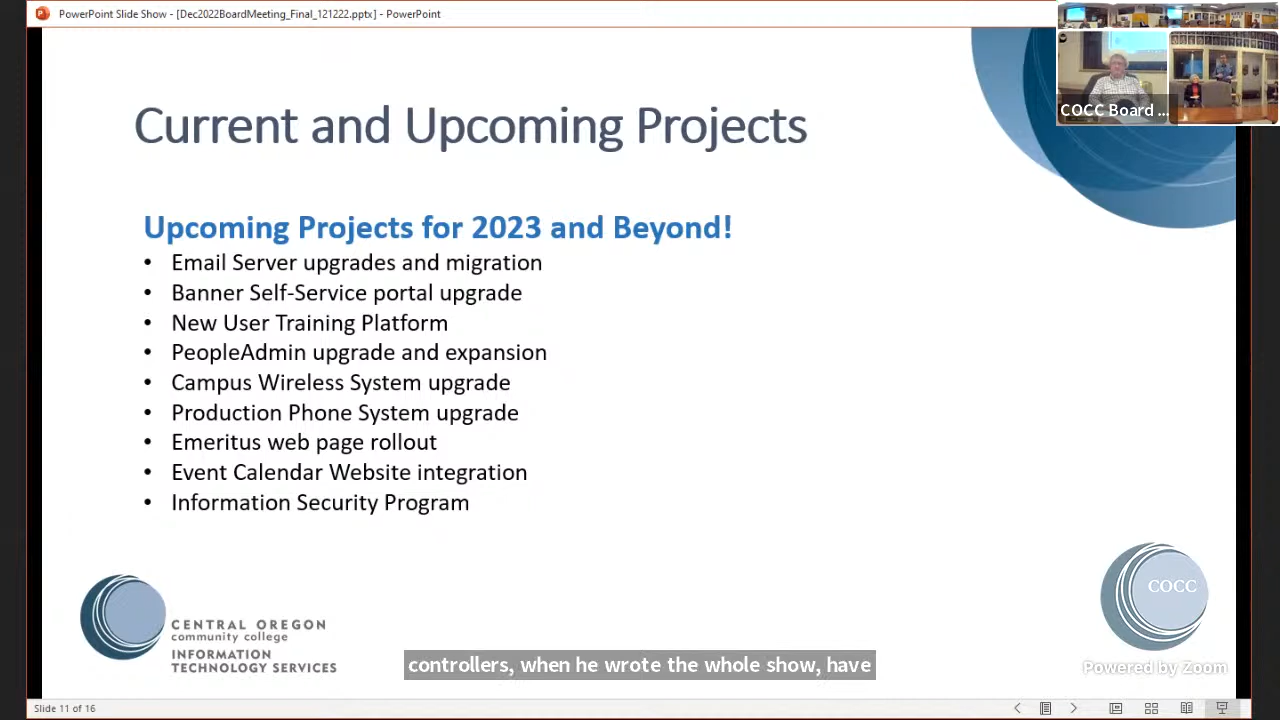 PowerPoint Slide Show - [Dec2022BoardMeeting_Final_121222.pptx] - PowerPoint
COCC Board ...
Current and Upcoming Projects
Upcoming Projects for 2023 and Beyond!
• Email Server upgrades and migration
• Banner Self-Service portal upgrade
• New User Training Platform
• PeopleAdmin upgrade and expansion
• Campus Wireless System upgrade
• Production Phone System upgrade
• Emeritus web page rollout
• Event Calendar Website integration
• Information Security Program
COCC
CENTRAL OREGON
community college
INFORMATION
TECHNOLOGY SERVICES
controllers, when he wrote the whole show, have
Powered by Zoom
Slide 11 of 16